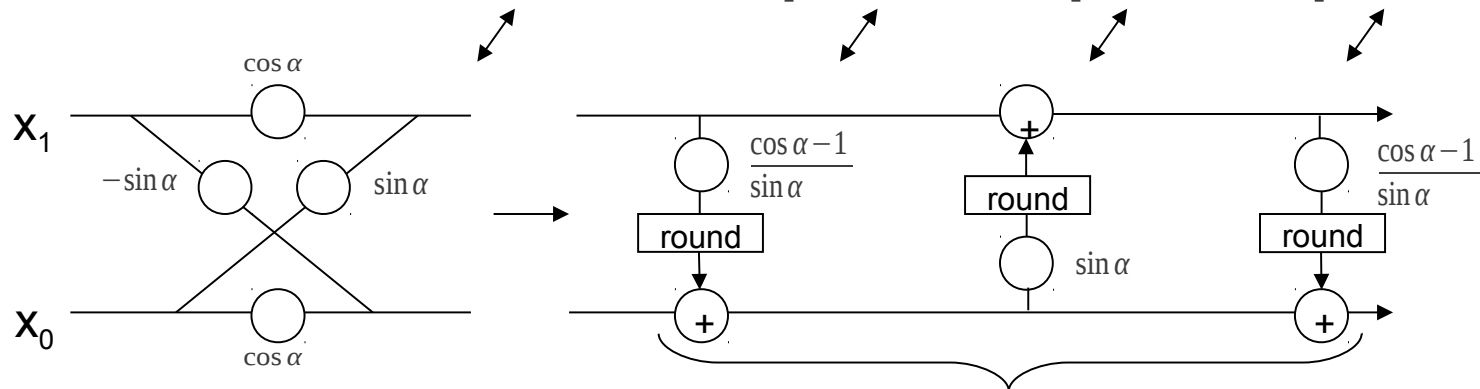 cos α
x₁
−sin α
sin α
cos α
x₀
cos α−1
sin α
round
+
+
round
sin α
cos α−1
sin α
round
+